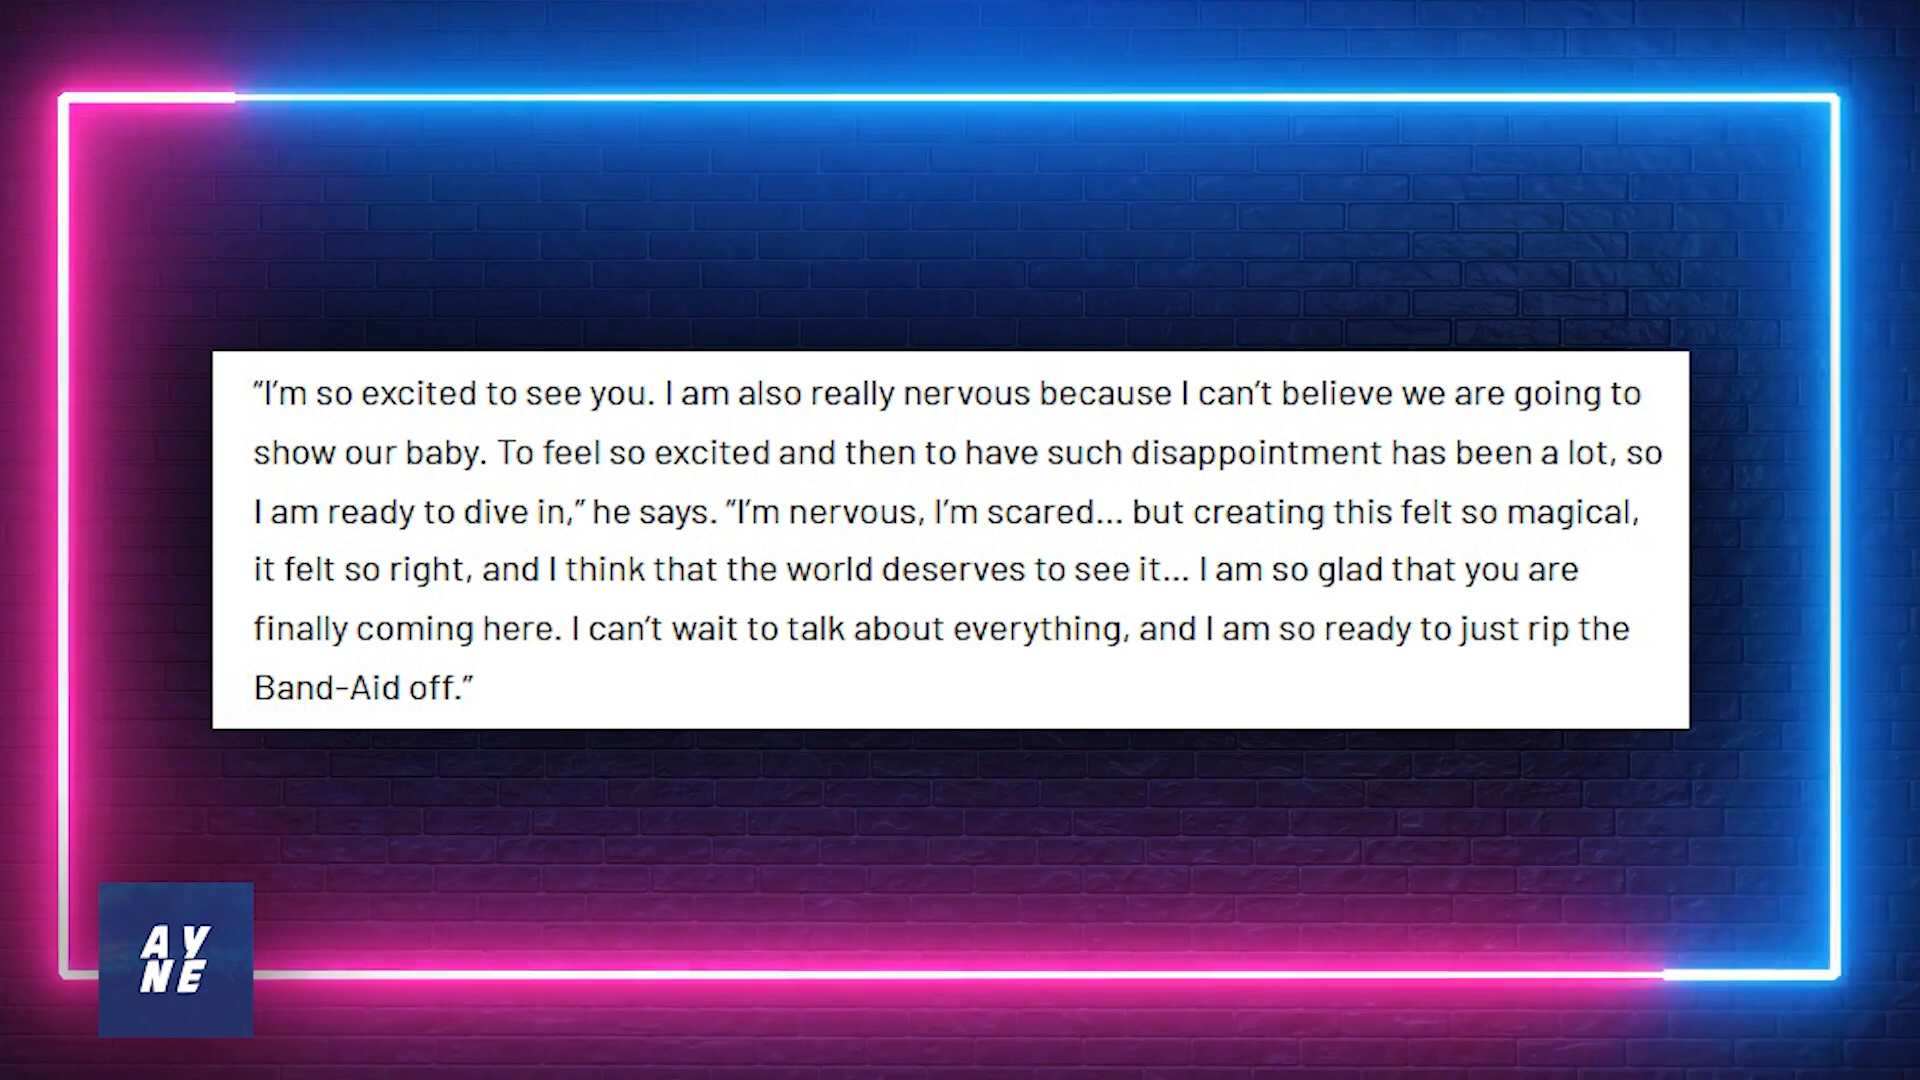 “I’m so excited to see you. I am also really nervous because I can’t believe we are going to
show our baby. To feel so excited and then to have such disappointment has been a lot, so
I am ready to dive in,” he says. “I’m nervous, I’m scared… but creating this felt so magical,
it felt so right, and I think that the world deserves to see it… I am so glad that you are
finally coming here. I can’t wait to talk about everything, and I am so ready to just rip the
Band-Aid off.”
AY
NE